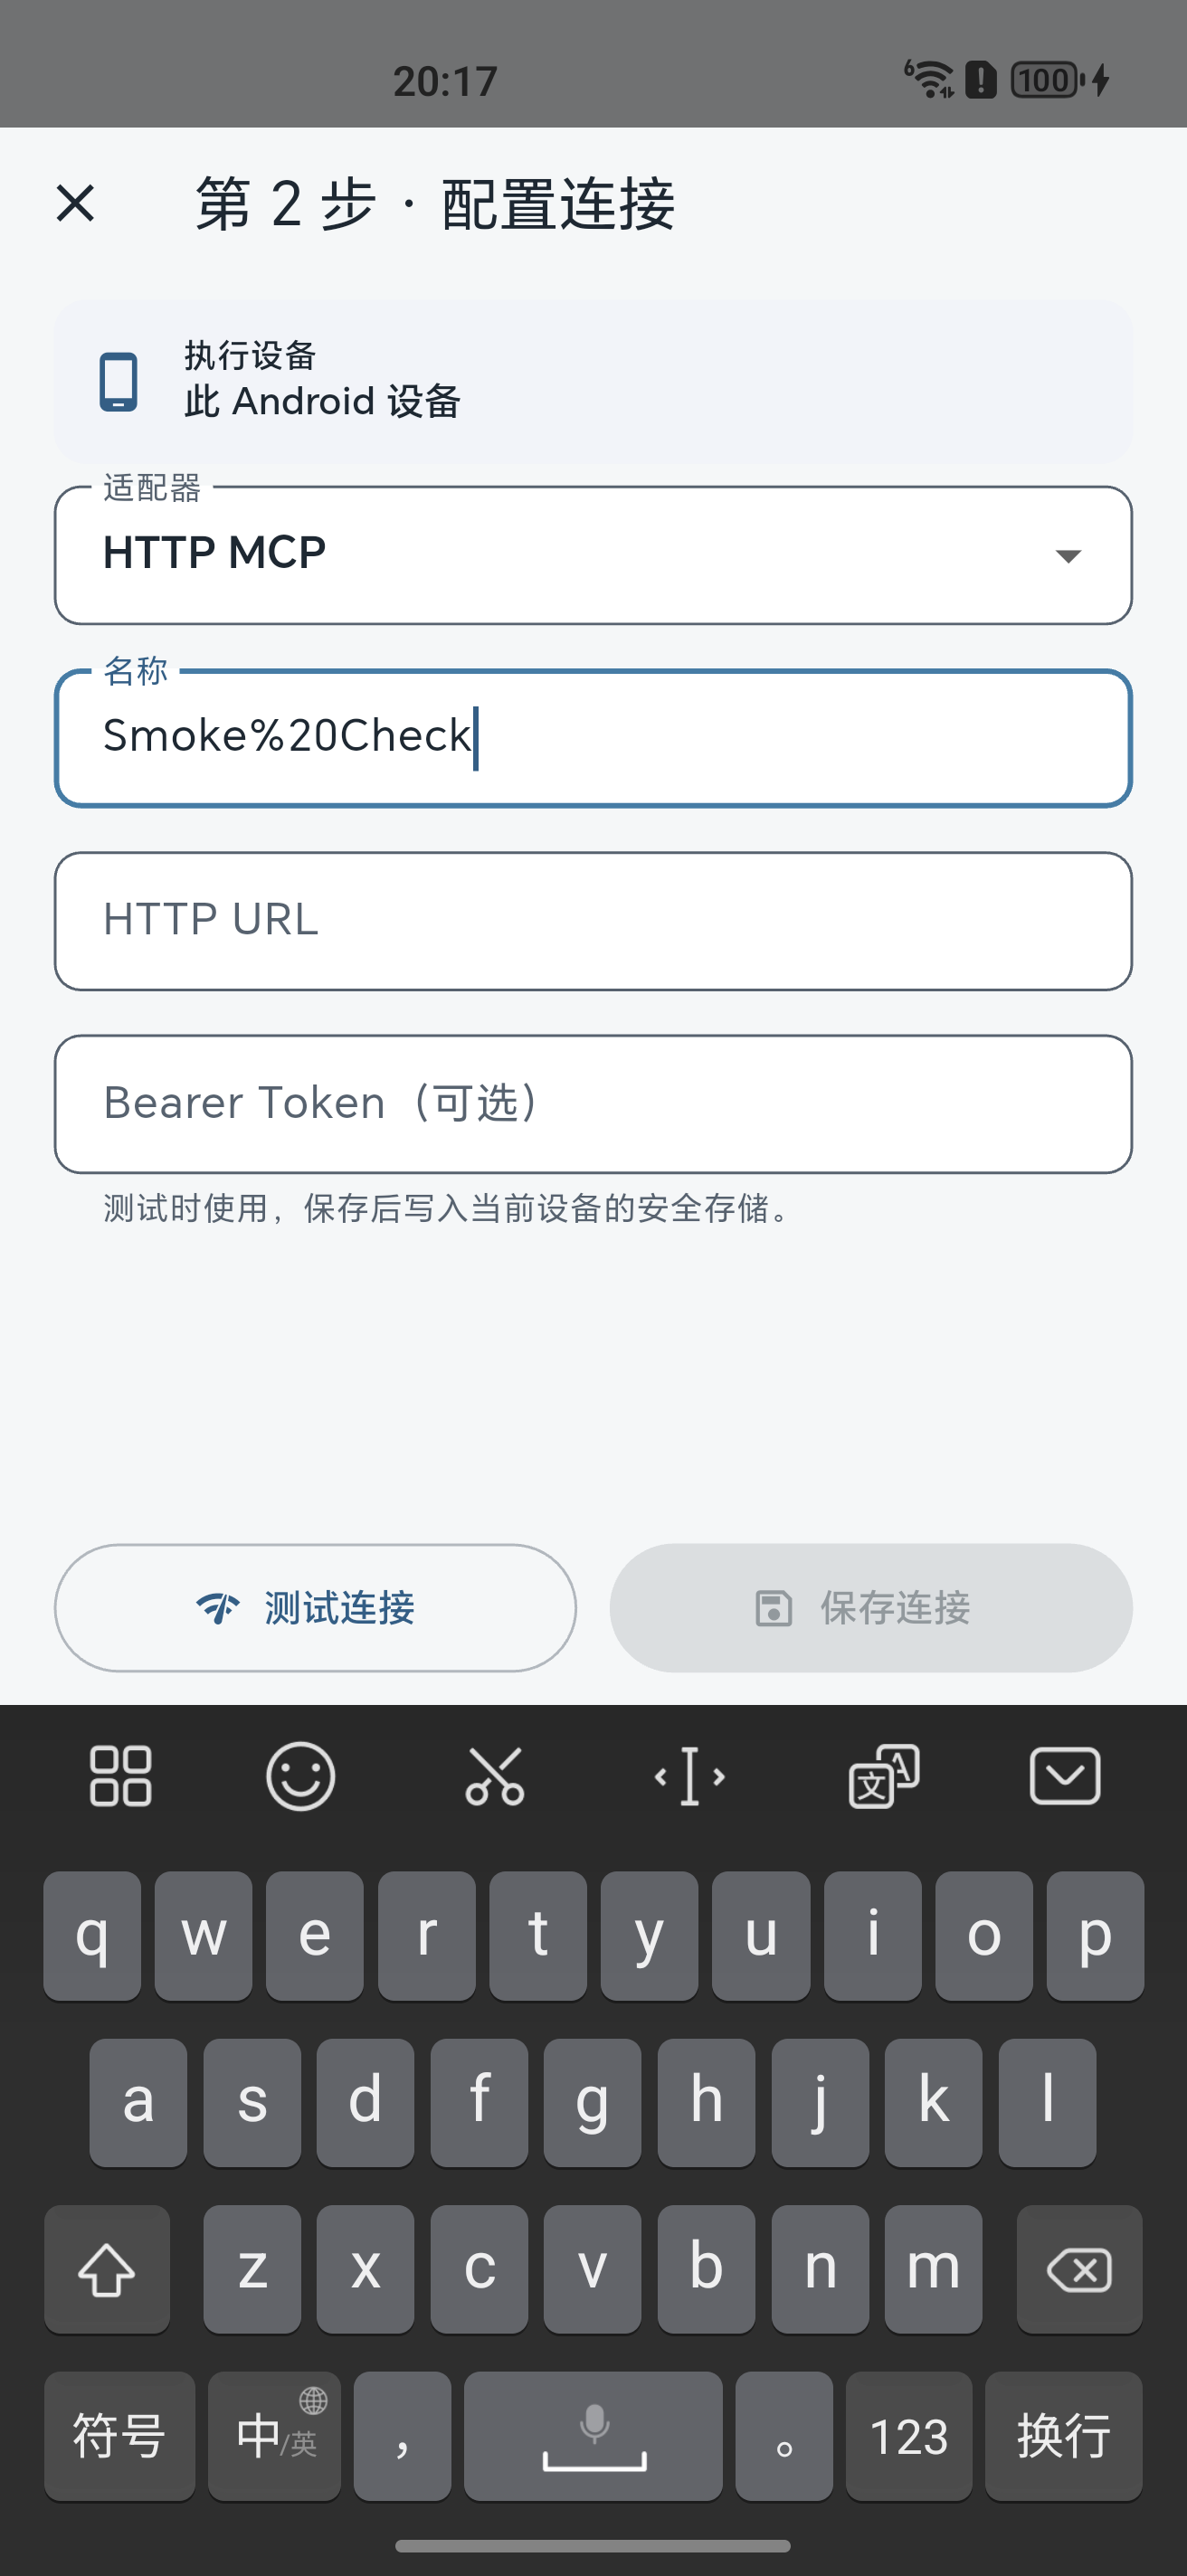 20:17
6
100
第 2 步 · 配置连接
执行设备
此 Android 设备
适配器
HTTP MCP
名称
Smoke%20Check
HTTP URL
Bearer Token（可选）
测试时使用，保存后写入当前设备的安全存储。
测试连接
保存连接
文 A
q w e r t y u i o p
a s d f g h j k l
z x c v b n m
符号 中/英 ， 。 123 换行